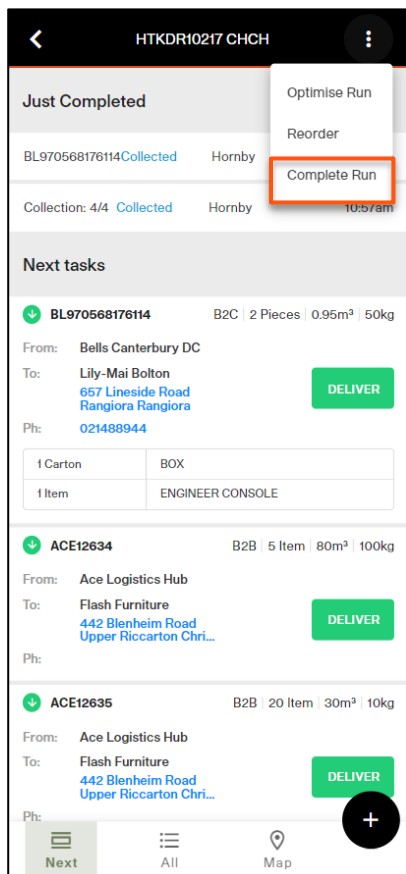 HTKDR10217 CHCH
Optimise Run
Reorder
Complete Run
Just Completed
BL970568176114Collected Hornby
Collection: 4/4 Collected Hornby 10:57am
Next tasks
BL970568176114 B2C 2 Pieces 0.95m³ 50kg
From: Bells Canterbury DC
To: Lily-Mai Bolton
657 Lineside Road
Rangiora Rangiora
DELIVER
Ph: 021488944
1 Carton BOX
1 Item ENGINEER CONSOLE
ACE12634 B2B 5 Item 80m³ 100kg
From: Ace Logistics Hub
To: Flash Furniture
442 Blenheim Road
Upper Riccarton Chri...
DELIVER
Ph:
ACE12635 B2B 20 Item 30m³ 10kg
From: Ace Logistics Hub
To: Flash Furniture
442 Blenheim Road
Upper Riccarton Chri...
DELIVER
Ph:
+
Next All Map